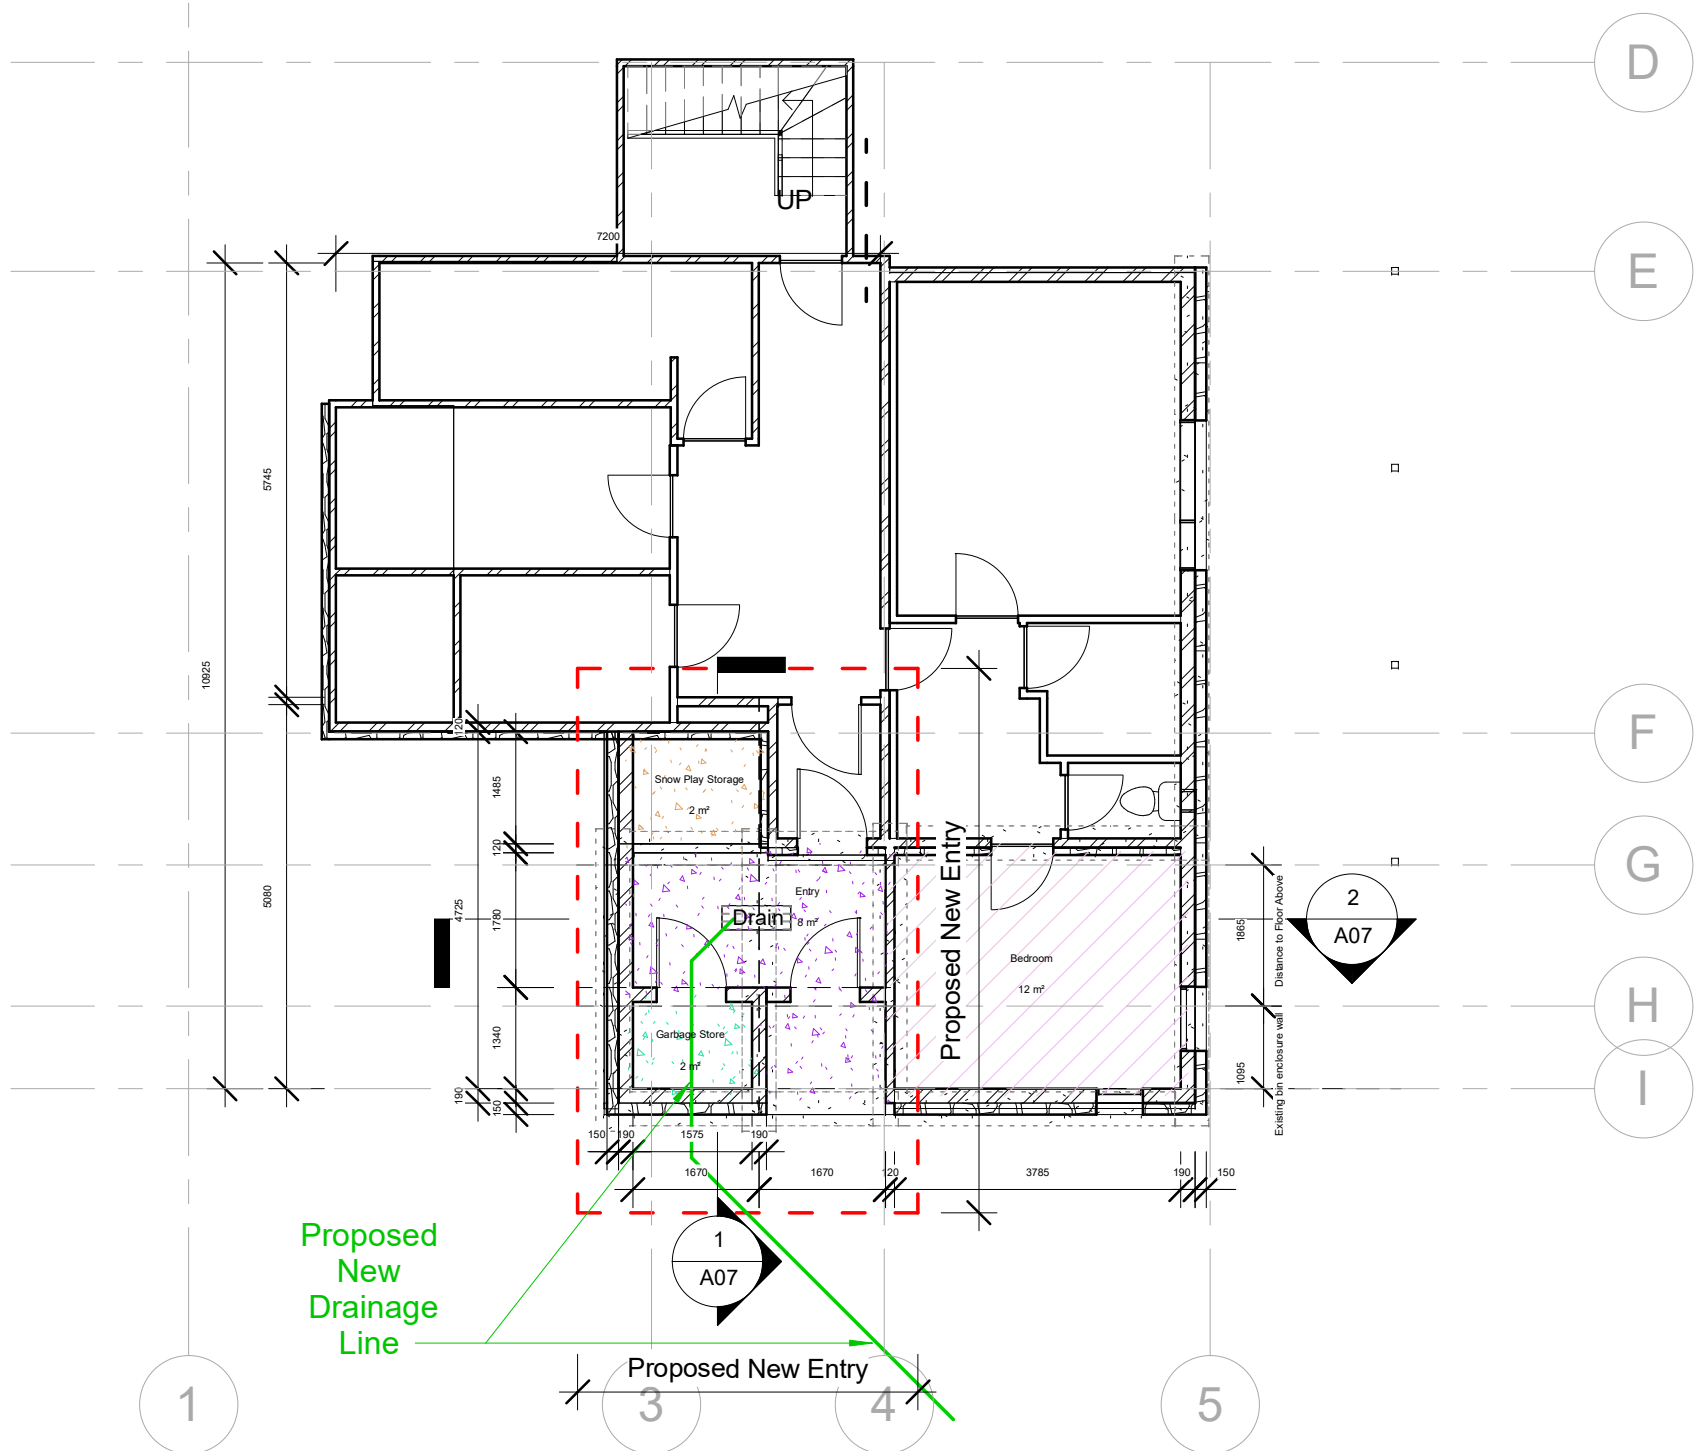 D
UP
7200
E
5745
10925
120
F
Snow Play Storage
2 m²
1485
120
Entry
8 m²
Drain
G
Proposed New Entry
1865
Distance to Floor Above
2
A07
5080
4725
1780
Bedroom
12 m²
H
Garbage Store
2 m²
1340
1095
Existing bin enclosure wall
I
190
150
150
190
1575
190
1670
1670
120
3785
190
150
Proposed
New
Drainage
Line
1
A07
Proposed New Entry
1
3
4
5